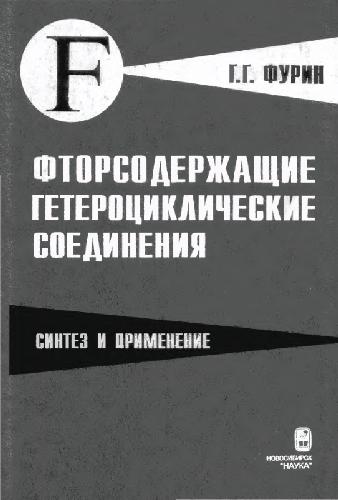 F
Г.Г. ФУРИН
ФТОРСОДЕРЖАЩИЕ
ГЕТЕРОЦИКЛИЧЕСКИЕ
СОЕДИНЕНИЯ
СИНТЕЗ И ПРИМЕНЕНИЕ
НОВОСИБИРСК
"НАУКА"